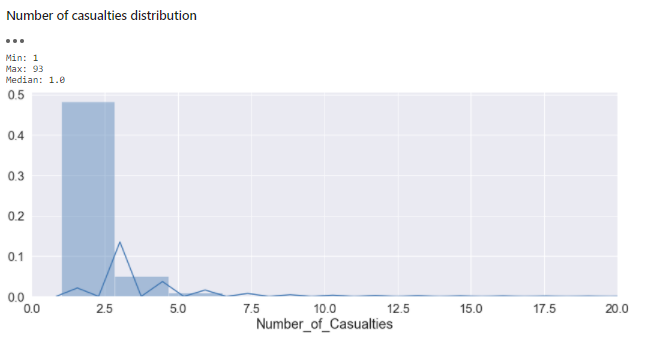 Number of casualties distribution
Min: 1
Max: 93
Median: 1.0
0.5
0.4
0.3
0.2
0.1
0.0
0.0 2.5 5.0 7.5 10.0 12.5 15.0 17.5 20.0
Number_of_Casualties